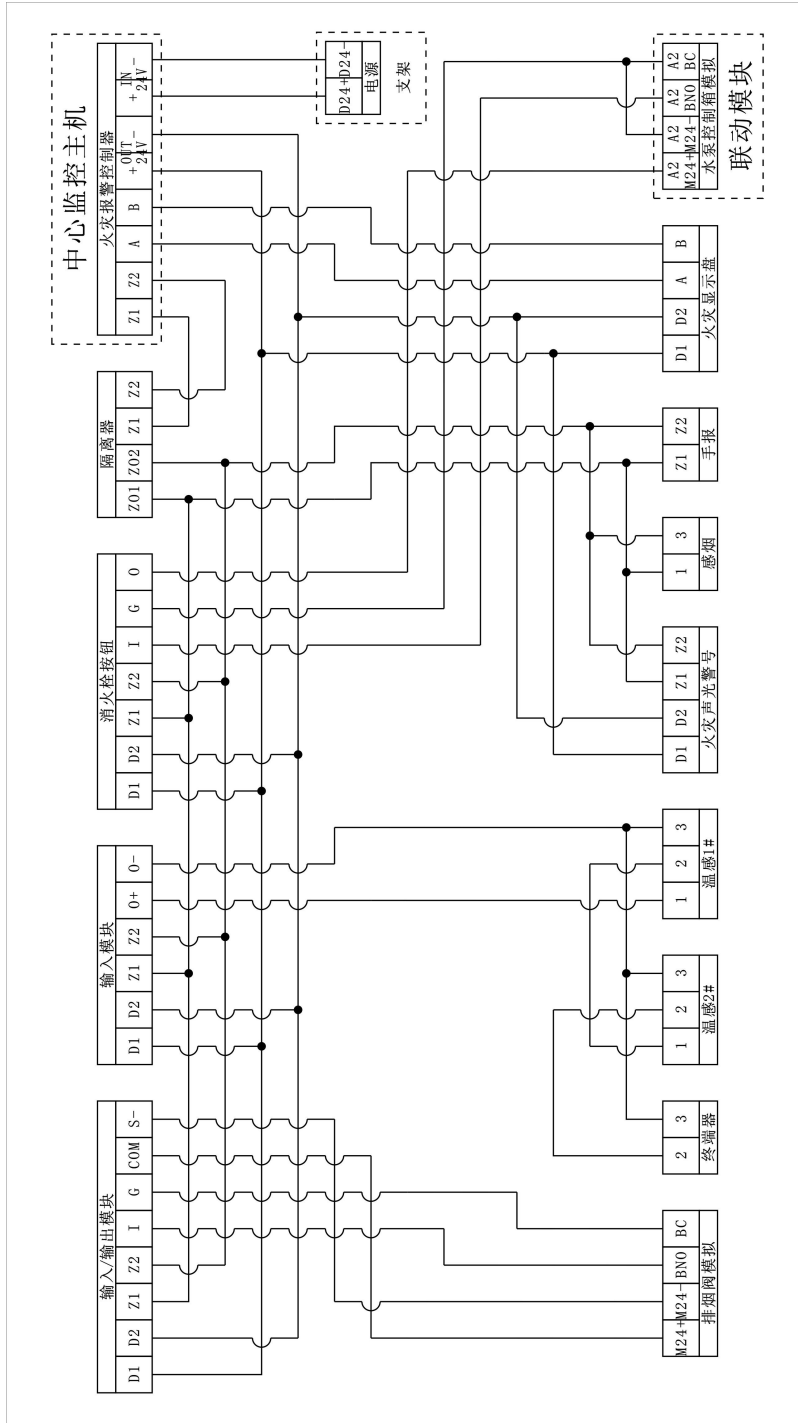 中心监控主机
输入/输出模块
D1
D2
Z1
Z2
I
G
COM
S-
输入模块
D1
D2
Z1
Z2
O+
O-
消火栓按钮
D1
D2
Z1
Z2
I
G
O
隔离器
ZO1
ZO2
Z1
Z2
火灾报警控制器
Z1
Z2
A
B
+ OUT
24V -
+ IN
24V -
D24+
D24-
电源
支架
M24+
M24-
BNO
BC
排烟阀模拟
2
3
终端器
1
2
3
温感2#
1
2
3
温感1#
D1
D2
Z1
Z2
火灾声光警号
1
3
感烟
Z1
Z2
手报
D1
D2
A
B
火灾显示盘
A2
M24+
A2
M24-
A2
BNO
A2
BC
水泵控制箱模拟
联动模块